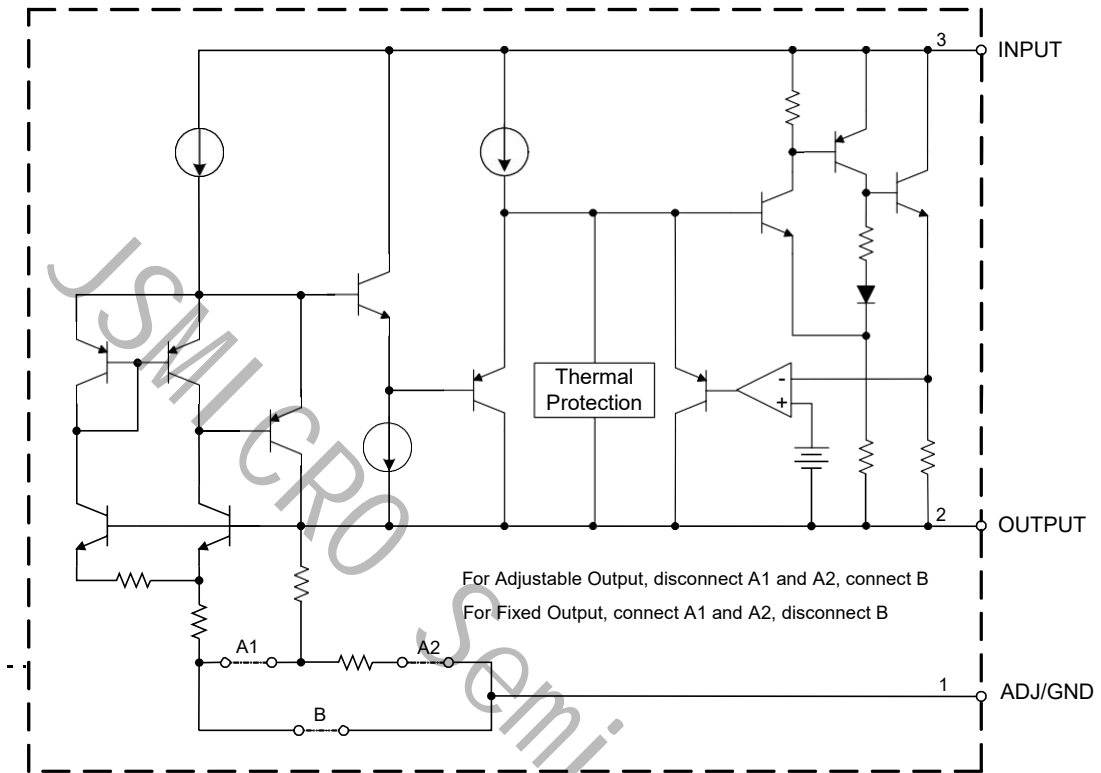 3
INPUT
Thermal
Protection
-
+
2
OUTPUT
For Adjustable Output, disconnect A1 and A2, connect B
For Fixed Output, connect A1 and A2, disconnect B
A1
A2
1
ADJ/GND
B
JSMICRO
Semi